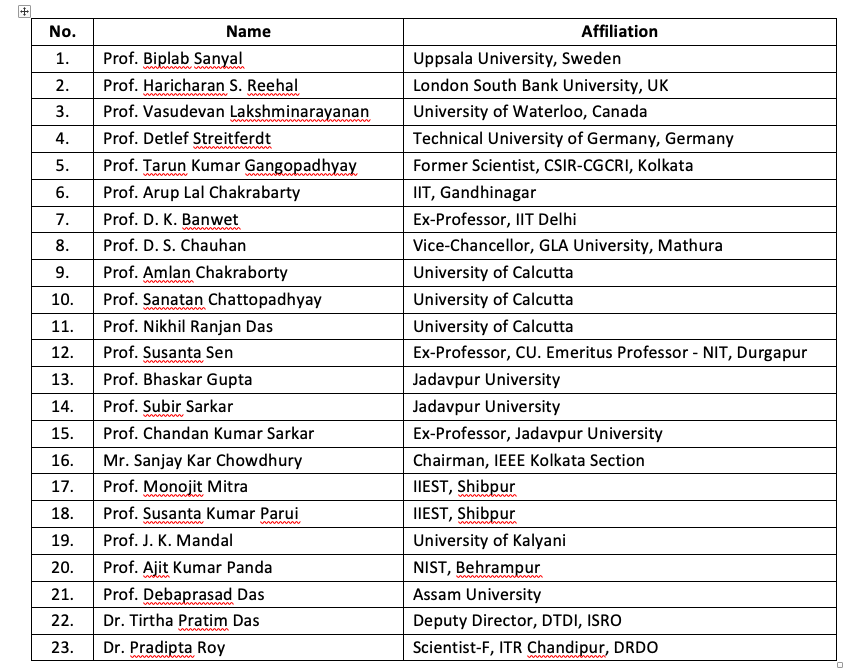 No. Name Affiliation
1. Prof. Biplab Sanyal Uppsala University, Sweden
2. Prof. Haricharan S. Reehal London South Bank University, UK
3. Prof. Vasudevan Lakshminarayanan University of Waterloo, Canada
4. Prof. Detlef Streitferdt Technical University of Germany, Germany
5. Prof. Tarun Kumar Gangopadhyay Former Scientist, CSIR-CGCRI, Kolkata
6. Prof. Arup Lal Chakrabarty IIT, Gandhinagar
7. Prof. D. K. Banwet Ex-Professor, IIT Delhi
8. Prof. D. S. Chauhan Vice-Chancellor, GLA University, Mathura
9. Prof. Amlan Chakraborty University of Calcutta
10. Prof. Sanatan Chattopadhyay University of Calcutta
11. Prof. Nikhil Ranjan Das University of Calcutta
12. Prof. Susanta Sen Ex-Professor, CU. Emeritus Professor - NIT, Durgapur
13. Prof. Bhaskar Gupta Jadavpur University
14. Prof. Subir Sarkar Jadavpur University
15. Prof. Chandan Kumar Sarkar Ex-Professor, Jadavpur University
16. Mr. Sanjay Kar Chowdhury Chairman, IEEE Kolkata Section
17. Prof. Monojit Mitra IIEST, Shibpur
18. Prof. Susanta Kumar Parui IIEST, Shibpur
19. Prof. J. K. Mandal University of Kalyani
20. Prof. Ajit Kumar Panda NIST, Behrampur
21. Prof. Debaprasad Das Assam University
22. Dr. Tirtha Pratim Das Deputy Director, DTDI, ISRO
23. Dr. Pradipta Roy Scientist-F, ITR Chandipur, DRDO